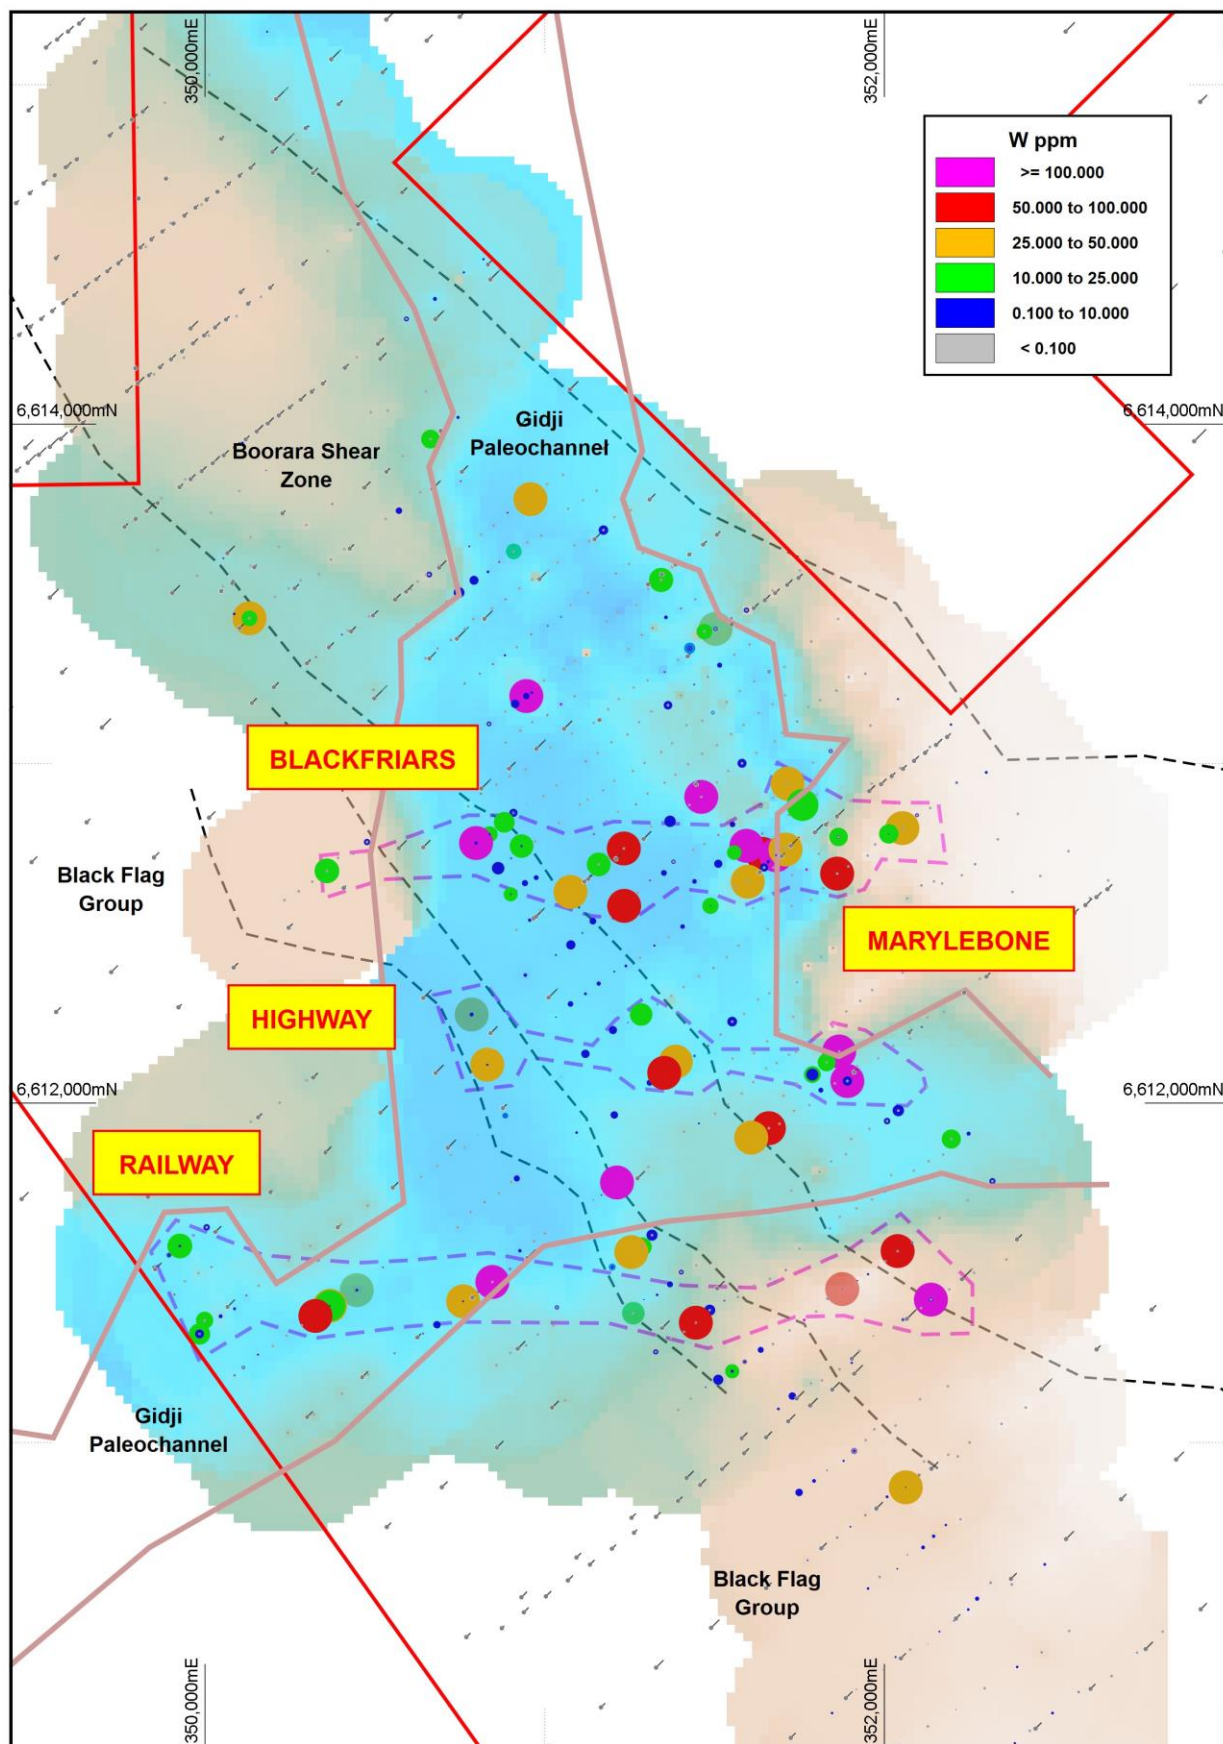 350,000mE
352,000mE
W ppm
>= 100.000
50.000 to 100.000
25.000 to 50.000
10.000 to 25.000
0.100 to 10.000
< 0.100
6,614,000mN
6,614,000mN
Gidji
Paleochannel
Boorara Shear
Zone
BLACKFRIARS
Black Flag
Group
MARYLEBONE
HIGHWAY
6,612,000mN
6,612,000mN
RAILWAY
Gidji
Paleochannel
Black Flag
Group
350,000mE
352,000mE